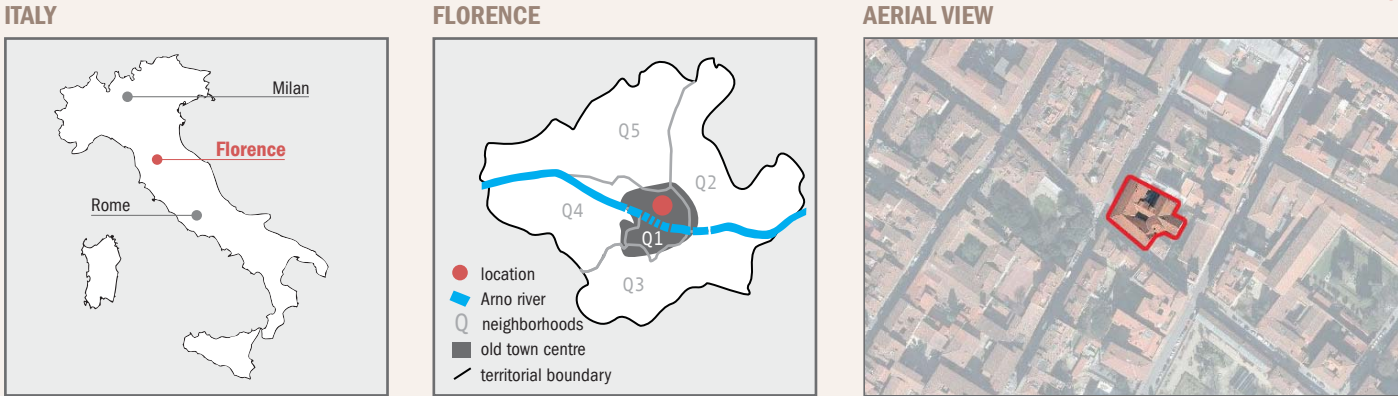 ITALY
Milan
Florence
Rome
FLORENCE
Q5
Q2
Q4
Q1
Q3
location
Arno river
Q neighborhoods
old town centre
territorial boundary
AERIAL VIEW